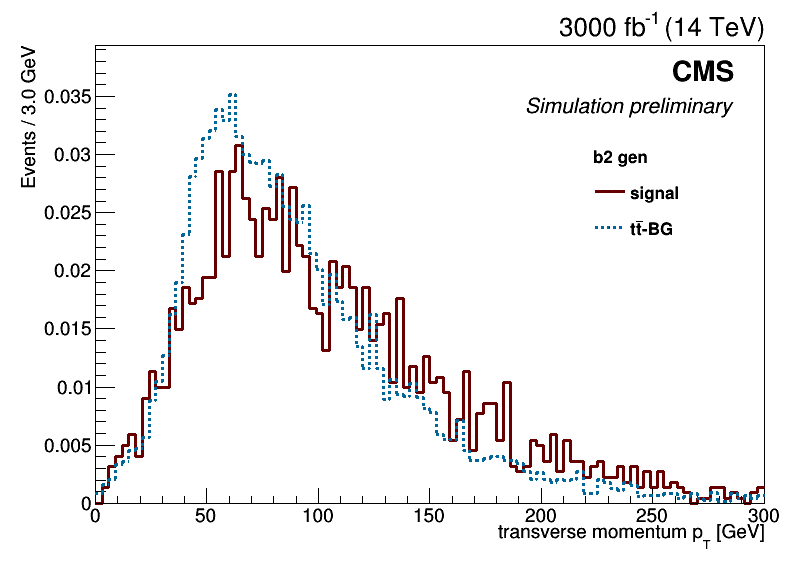 3000 fb⁻¹ (14 TeV)
CMS
Simulation preliminary
b2 gen
signal
tt̄-BG
Events / 3.0 GeV
0.035
0.03
0.025
0.02
0.015
0.01
0.005
0
0 50 100 150 200 250 300
transverse momentum p_T [GeV]